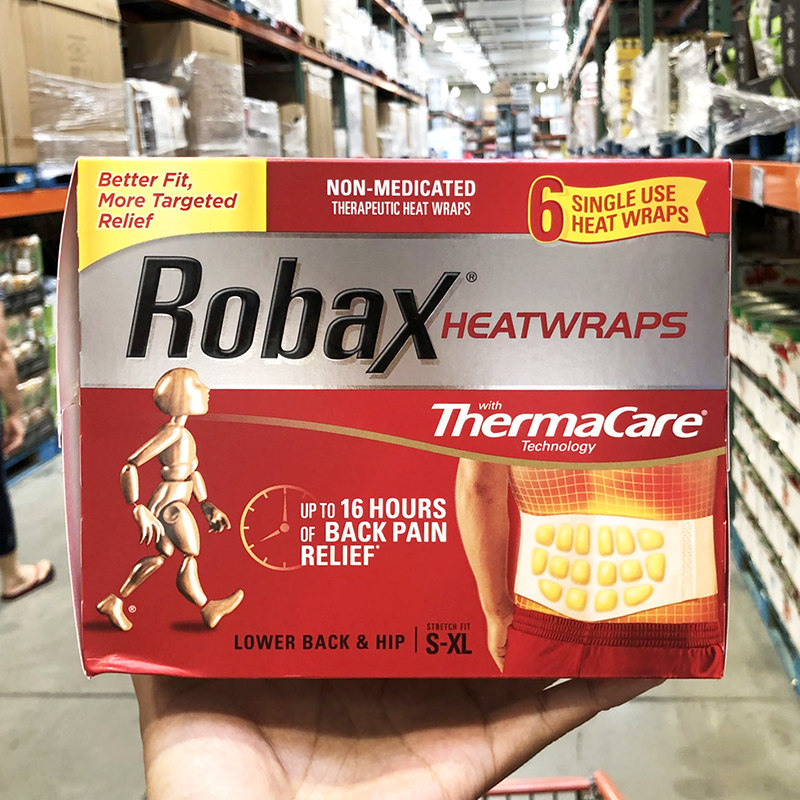 Better Fit,
More Targeted
Relief
NON-MEDICATED
THERAPEUTIC HEAT WRAPS
6 SINGLE USE
HEAT WRAPS
Robax® HEATWRAPS
with
ThermaCare®
Technology
UP TO 16 HOURS
OF BACK PAIN
RELIEF*
®
LOWER BACK & HIP
STRETCH FIT
S-XL